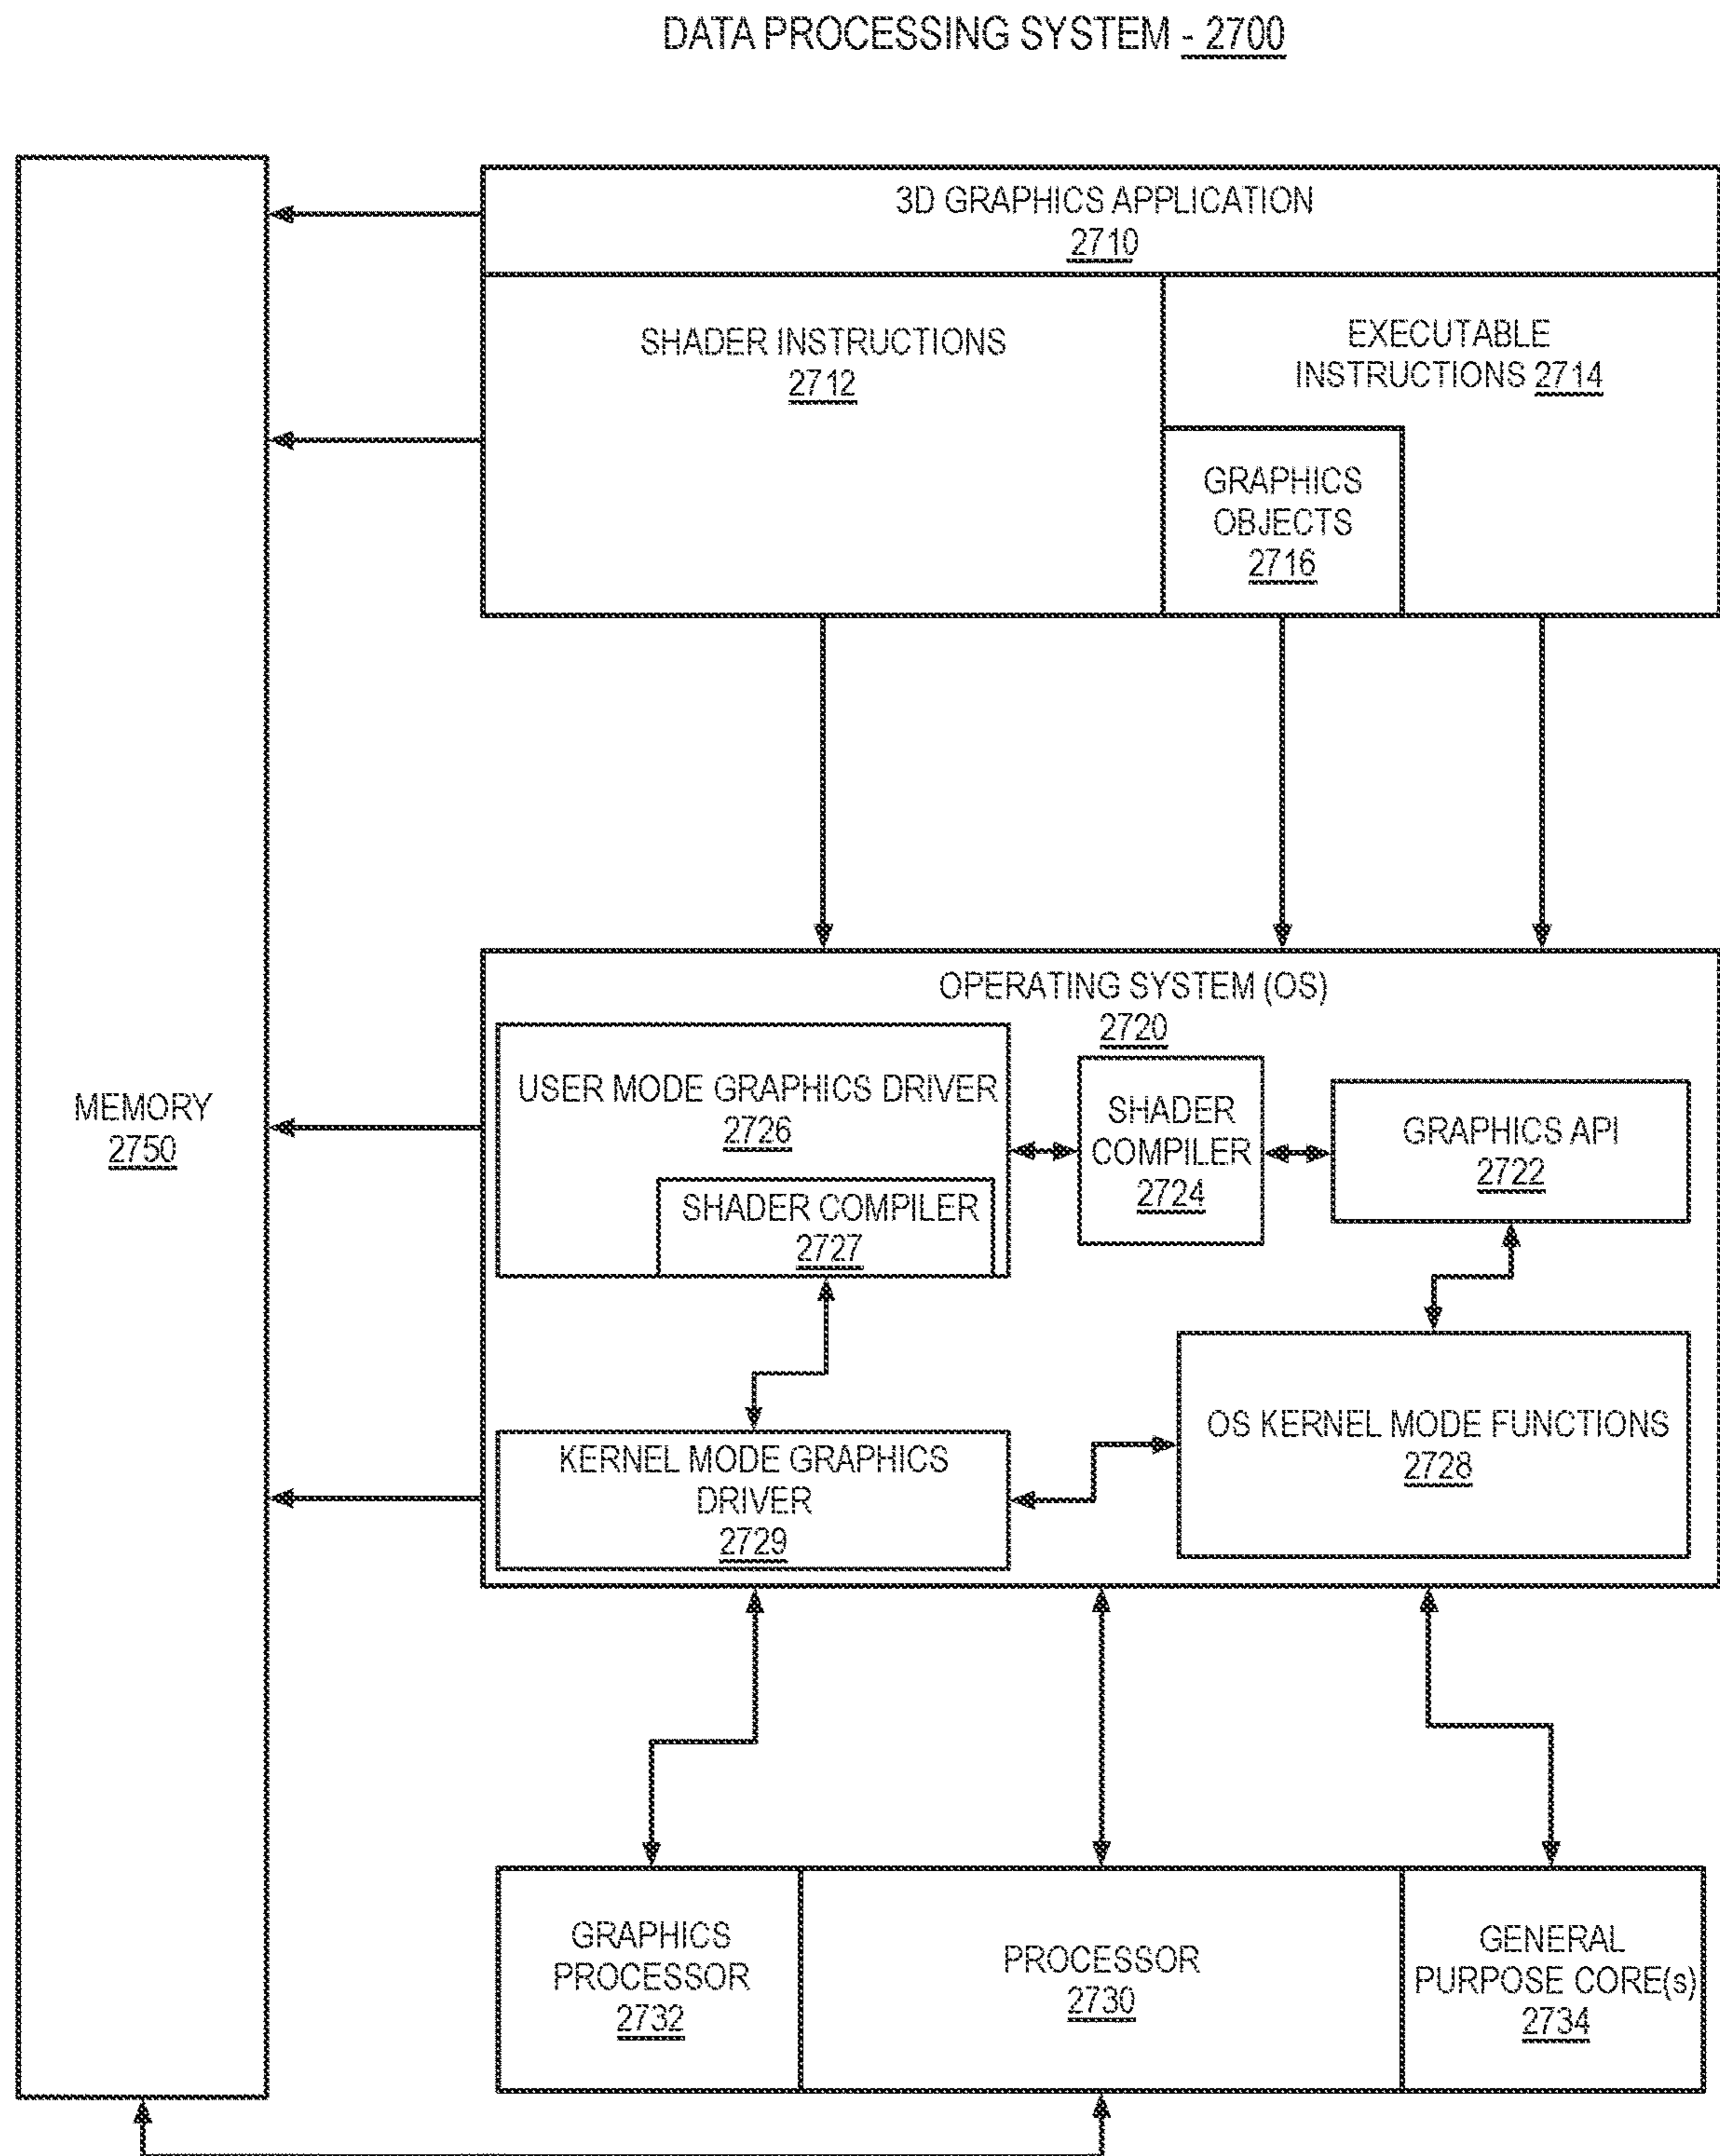 DATA PROCESSING SYSTEM - 2700
3D GRAPHICS APPLICATION
2710
SHADER INSTRUCTIONS
2712
EXECUTABLE
INSTRUCTIONS 2714
GRAPHICS
OBJECTS
2716
MEMORY
2750
OPERATING SYSTEM (OS)
2720
USER MODE GRAPHICS DRIVER
2726
SHADER COMPILER
2727
SHADER
COMPILER
2724
GRAPHICS API
2722
KERNEL MODE GRAPHICS
DRIVER
2729
OS KERNEL MODE FUNCTIONS
2728
GRAPHICS
PROCESSOR
2732
PROCESSOR
2730
GENERAL
PURPOSE CORE(s)
2734